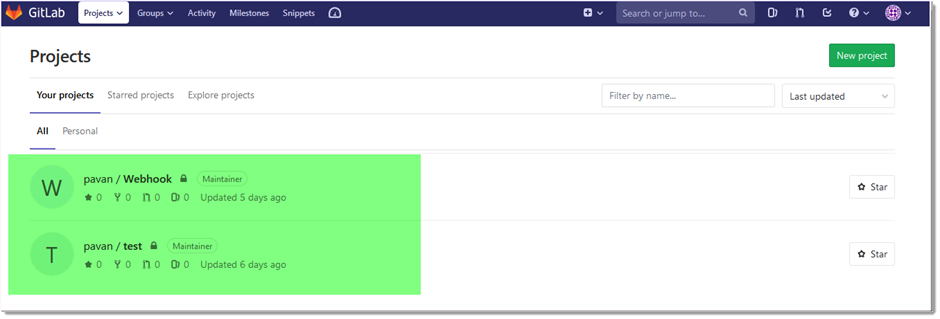 GitLab Projects Groups Activity Milestones Snippets Search or jump to...
Projects New project
Your projects Starred projects Explore projects Filter by name... Last updated
All Personal
W pavan / Webhook Maintainer
0 0 0 0 Updated 5 days ago Star
T pavan / test Maintainer
0 0 0 0 Updated 6 days ago Star